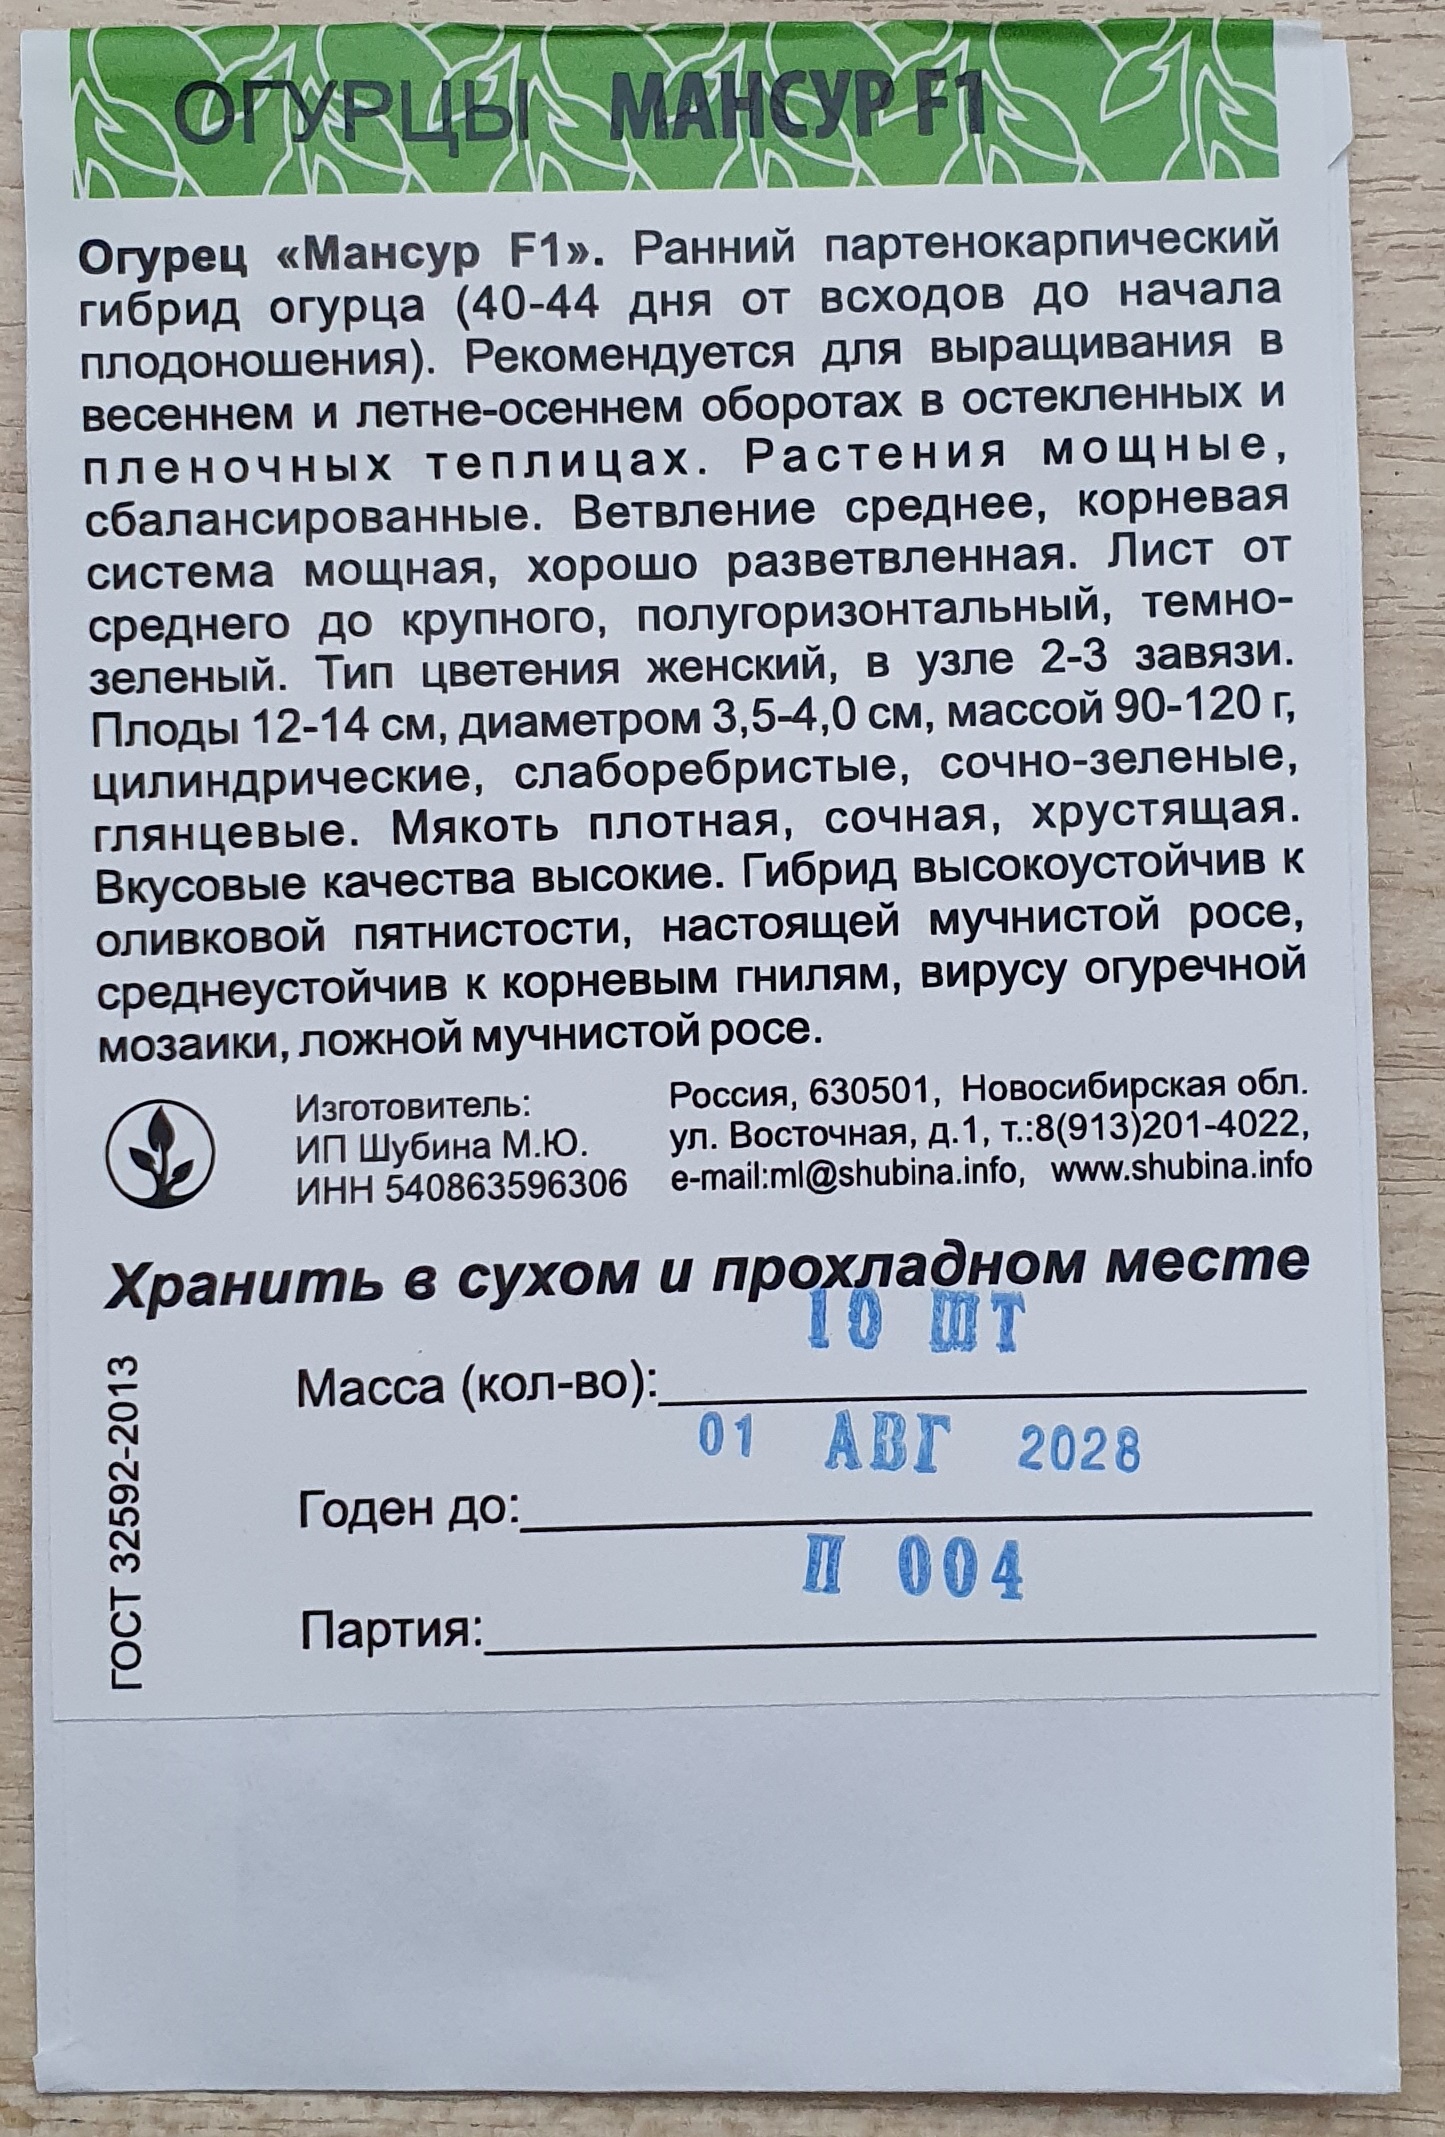 ОГУРЦЫ МАНСУР F1
Огурец «Мансур F1». Ранний партенокарпический
гибрид огурца (40-44 дня от всходов до начала
плодоношения). Рекомендуется для выращивания в
весеннем и летне-осеннем оборотах в остекленных и
пленочных теплицах. Растения мощные,
сбалансированные. Ветвление среднее, корневая
система мощная, хорошо разветвленная. Лист от
среднего до крупного, полугоризонтальный, темно-
зеленый. Тип цветения женский, в узле 2-3 завязи.
Плоды 12-14 см, диаметром 3,5-4,0 см, массой 90-120 г,
цилиндрические, слаборебристые, сочно-зеленые,
глянцевые. Мякоть плотная, сочная, хрустящая.
Вкусовые качества высокие. Гибрид высокоустойчив к
оливковой пятнистости, настоящей мучнистой росе,
среднеустойчив к корневым гнилям, вирусу огуречной
мозаики, ложной мучнистой росе.
Изготовитель:
ИП Шубина М.Ю.
ИНН 540863596306
Россия, 630501, Новосибирская обл.
ул. Восточная, д.1, т.:8(913)201-4022,
e-mail:ml@shubina.info, www.shubina.info
Хранить в сухом и прохладном месте
10 ШТ
Масса (кол-во):
01 АВГ 2028
Годен до:
П 004
Партия:
ГОСТ 32592-2013